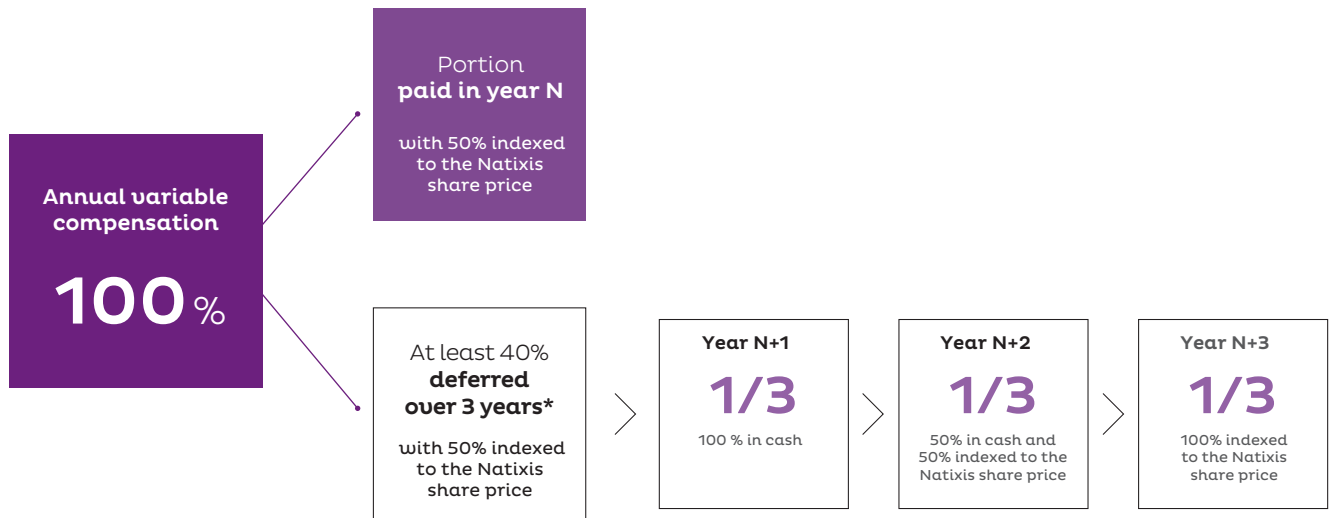 Annual variable
compensation
100 %
Portion
paid in year N
with 50% indexed
to the Natixis
share price
At least 40%
deferred
over 3 years*
with 50% indexed
to the Natixis
share price
Year N+1
1/3
100 % in cash
Year N+2
1/3
50% in cash and
50% indexed to the
Natixis share price
Year N+3
1/3
100% indexed
to the Natixis
share price